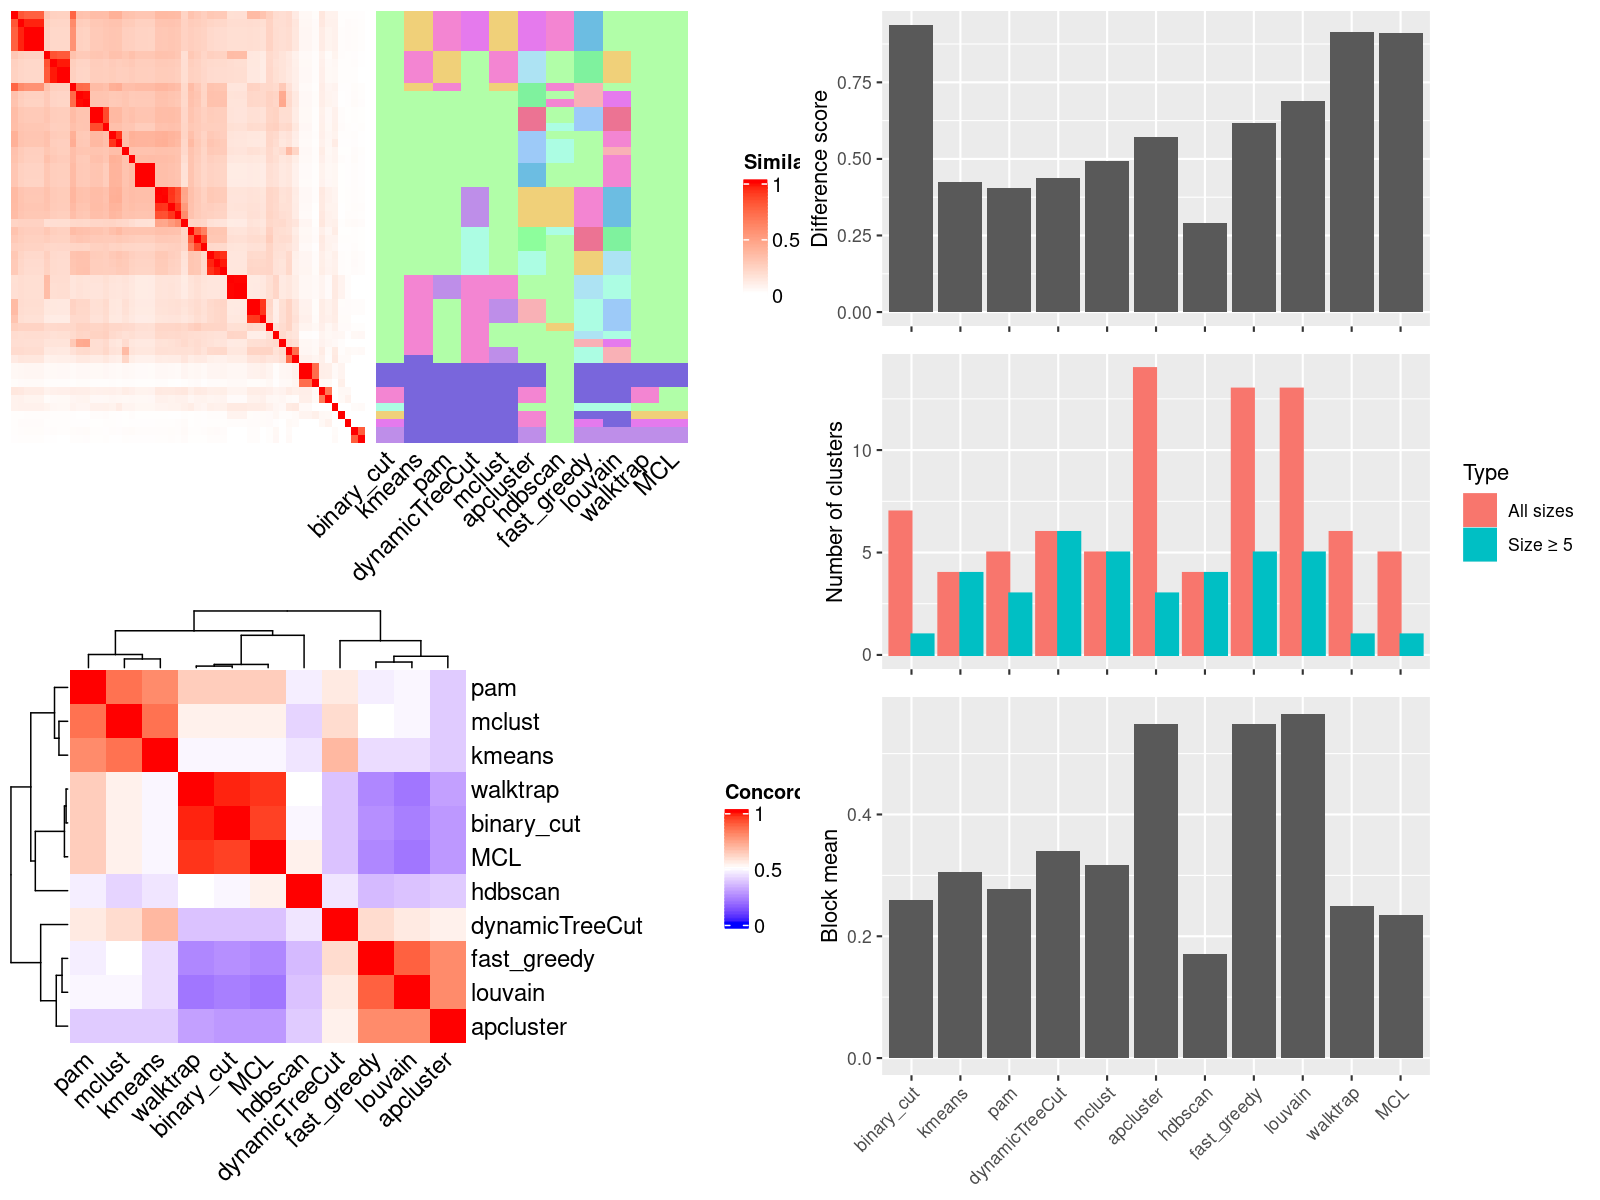 Simila
1
0.5
0
binary_cut
kmeans
pam
dynamicTreeCut
mclust
apcluster
hdbscan
fast_greedy
louvain
walktrap
MCL
Difference score
0.75
0.50
0.25
0.00
Number of clusters
10
5
0
Type
All sizes
Size ≥ 5
pam
mclust
kmeans
walktrap
binary_cut
MCL
hdbscan
dynamicTreeCut
fast_greedy
louvain
apcluster
pam
mclust
kmeans
walktrap
binary_cut
MCL
hdbscan
dynamicTreeCut
fast_greedy
louvain
apcluster
Concord
1
0.5
0
Block mean
0.4
0.2
0.0
binary_cut
kmeans
pam
dynamicTreeCut
mclust
apcluster
hdbscan
fast_greedy
louvain
walktrap
MCL